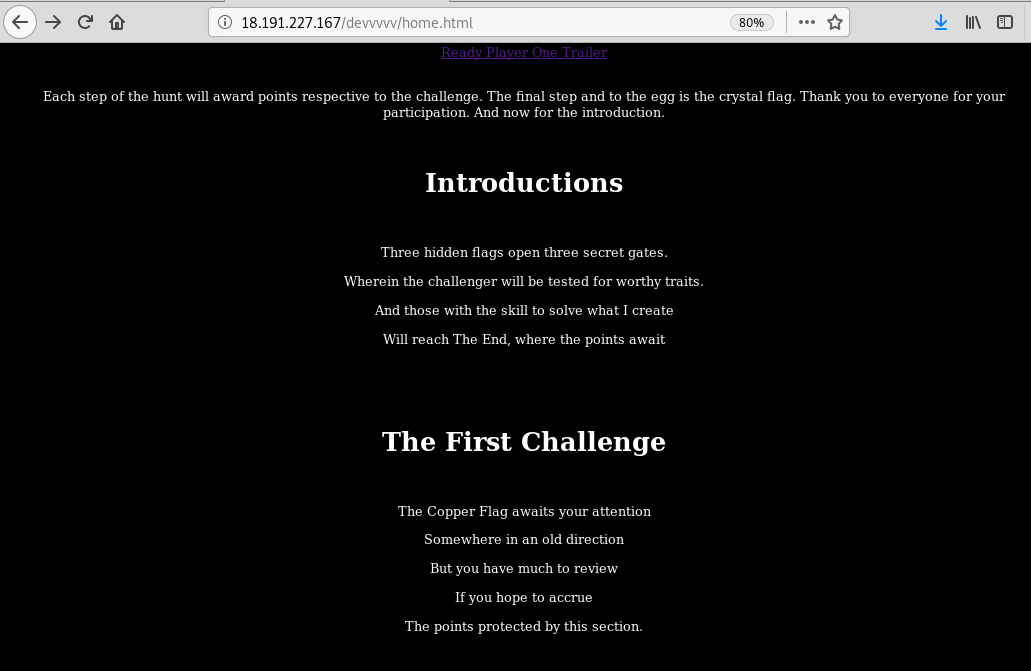 18.191.227.167/devvvvv/home.html
80%
Ready Player One Trailer
Each step of the hunt will award points respective to the challenge. The final step and to the egg is the crystal flag. Thank you to everyone for your
participation. And now for the introduction.
Introductions
Three hidden flags open three secret gates.
Wherein the challenger will be tested for worthy traits.
And those with the skill to solve what I create
Will reach The End, where the points await
The First Challenge
The Copper Flag awaits your attention
Somewhere in an old direction
But you have much to review
If you hope to accrue
The points protected by this section.